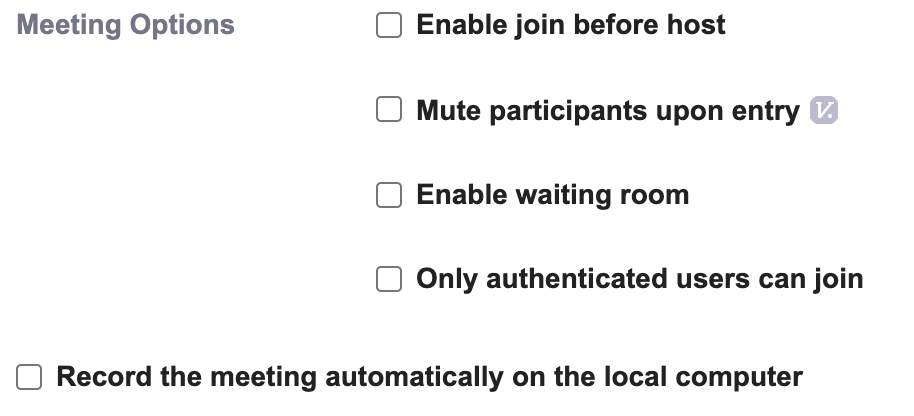 Meeting Options
Enable join before host
Mute participants upon entry V.
Enable waiting room
Only authenticated users can join
Record the meeting automatically on the local computer